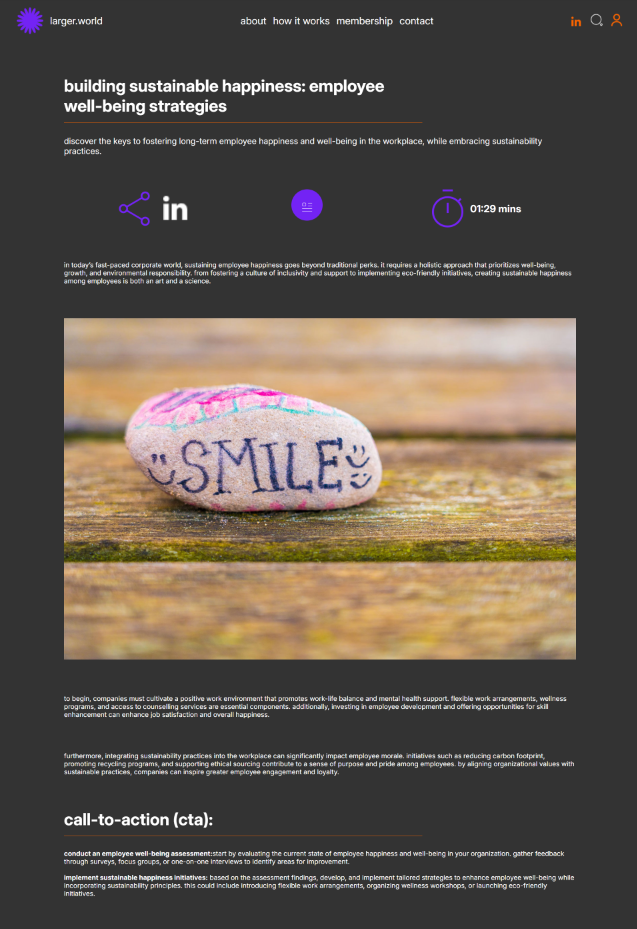 larger.world
about how it works membership contact
in
building sustainable happiness: employee
well-being strategies
discover the keys to fostering long-term employee happiness and well-being in the workplace, while embracing sustainability
practices.
in
01:29 mins
in today's fast-paced corporate world, sustaining employee happiness goes beyond traditional perks. it requires a holistic approach that prioritizes well-being,
growth, and environmental responsibility. from fostering a culture of inclusivity and support to implementing eco-friendly initiatives, creating sustainable happiness
among employees is both an art and a science.
SMILE
to begin, companies must cultivate a positive work environment that promotes work-life balance and mental health support. flexible work arrangements, wellness
programs, and access to counselling services are essential components. additionally, investing in employee development and offering opportunities for skill
enhancement can enhance job satisfaction and overall happiness.
furthermore, integrating sustainability practices into the workplace can significantly impact employee morale. initiatives such as reducing carbon footprint,
promoting recycling programs, and supporting ethical sourcing contribute to a sense of purpose and pride among employees. by aligning organizational values with
sustainable practices, companies can inspire greater employee engagement and loyalty.
call-to-action (cta):
conduct an employee well-being assessment:start by evaluating the current state of employee happiness and well-being in your organization. gather feedback
through surveys, focus groups, or one-on-one interviews to identify areas for improvement.
implement sustainable happiness initiatives: based on the assessment findings, develop, and implement tailored strategies to enhance employee well-being while
incorporating sustainability principles. this could include introducing flexible work arrangements, organizing wellness workshops, or launching eco-friendly
initiatives.